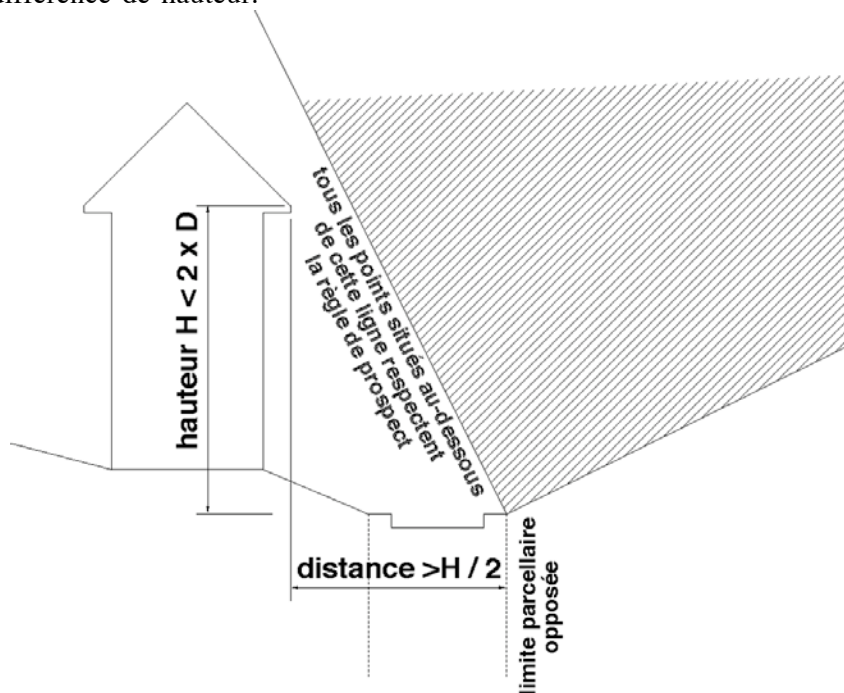 différence de hauteur.
hauteur H < 2 x D
tous les points situés au-dessous
de cette ligne respectent
la règle de prospect
distance >H / 2
limite parcellaire
opposée